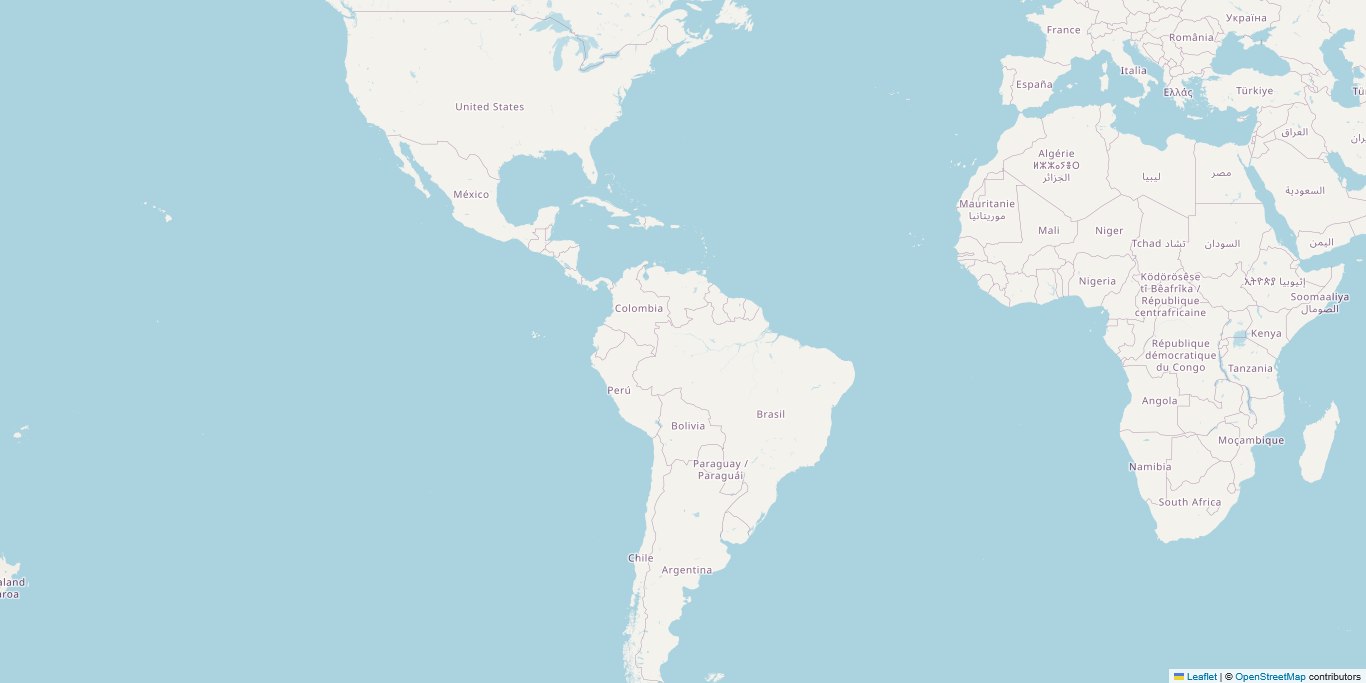 Україна
France
România
Italia
España
Ελλάς
Türkiye
United States
العراق
Algérie
ⵍⵣⵣⴰⵢⴻⵔ
الجزائر
ليبيا
مصر
السعودية
México
Mauritanie
موريتانيا
Mali
Niger
Tchad تشاد
السودان
اليمن
Nigeria
Ködörösêse
tî Bêafrîka /
République
centrafricaine
ኢትዮጵያ إثيوبيا
Soomaaliya
الصومال
Colombia
Kenya
République
démocratique
du Congo
Tanzania
Perú
Angola
Brasil
Bolivia
Moçambique
Paraguay /
Paraguái
Namibia
South Africa
Chile
Argentina
aland
aroa
Leaflet | © OpenStreetMap contributors